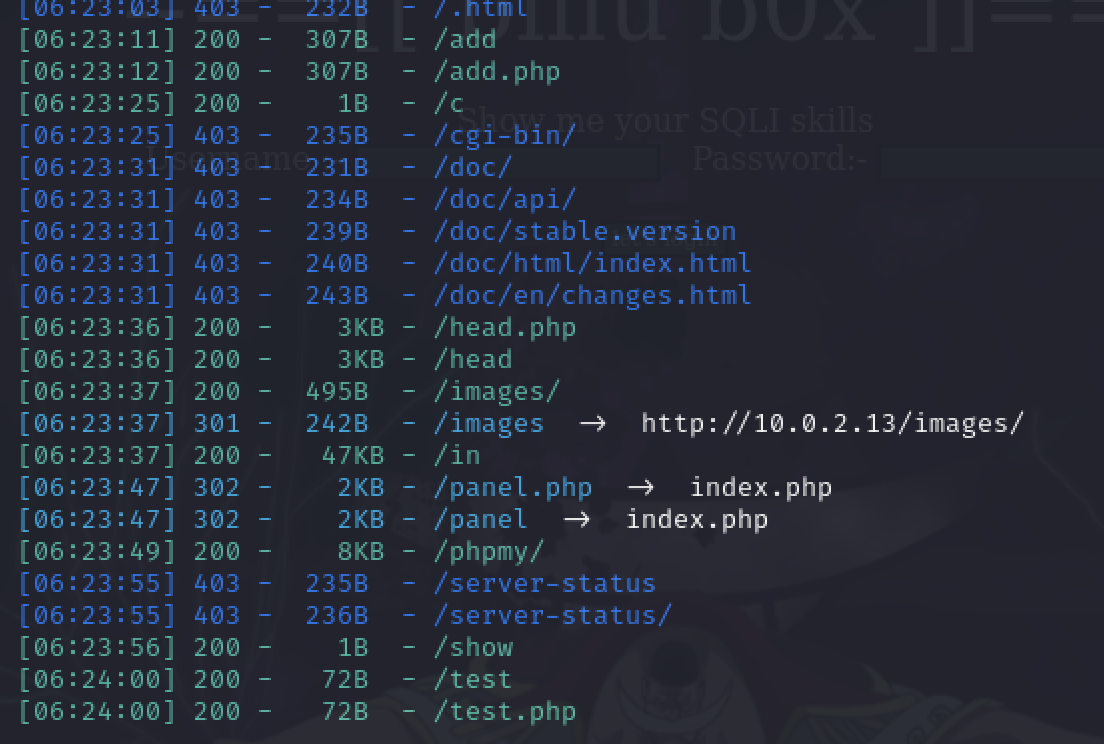 [06:23:03] 403 - 232B - /.html
[06:23:11] 200 - 307B - /add
[06:23:12] 200 - 307B - /add.php
[06:23:25] 200 - 1B - /c
Show me your SQLI skills
[06:23:25] 403 - 235B - /cgi-bin/
Username Password:-
[06:23:31] 403 - 231B - /doc/
[06:23:31] 403 - 234B - /doc/api/
[06:23:31] 403 - 239B - /doc/stable.version
[06:23:31] 403 - 240B - /doc/html/index.html
[06:23:31] 403 - 243B - /doc/en/changes.html
[06:23:36] 200 - 3KB - /head.php
[06:23:36] 200 - 3KB - /head
[06:23:37] 200 - 495B - /images/
[06:23:37] 301 - 242B - /images → http://10.0.2.13/images/
[06:23:37] 200 - 47KB - /in
[06:23:47] 302 - 2KB - /panel.php → index.php
[06:23:47] 302 - 2KB - /panel → index.php
[06:23:49] 200 - 8KB - /phpmy/
[06:23:55] 403 - 235B - /server-status
[06:23:55] 403 - 236B - /server-status/
[06:23:56] 200 - 1B - /show
[06:24:00] 200 - 72B - /test
[06:24:00] 200 - 72B - /test.php